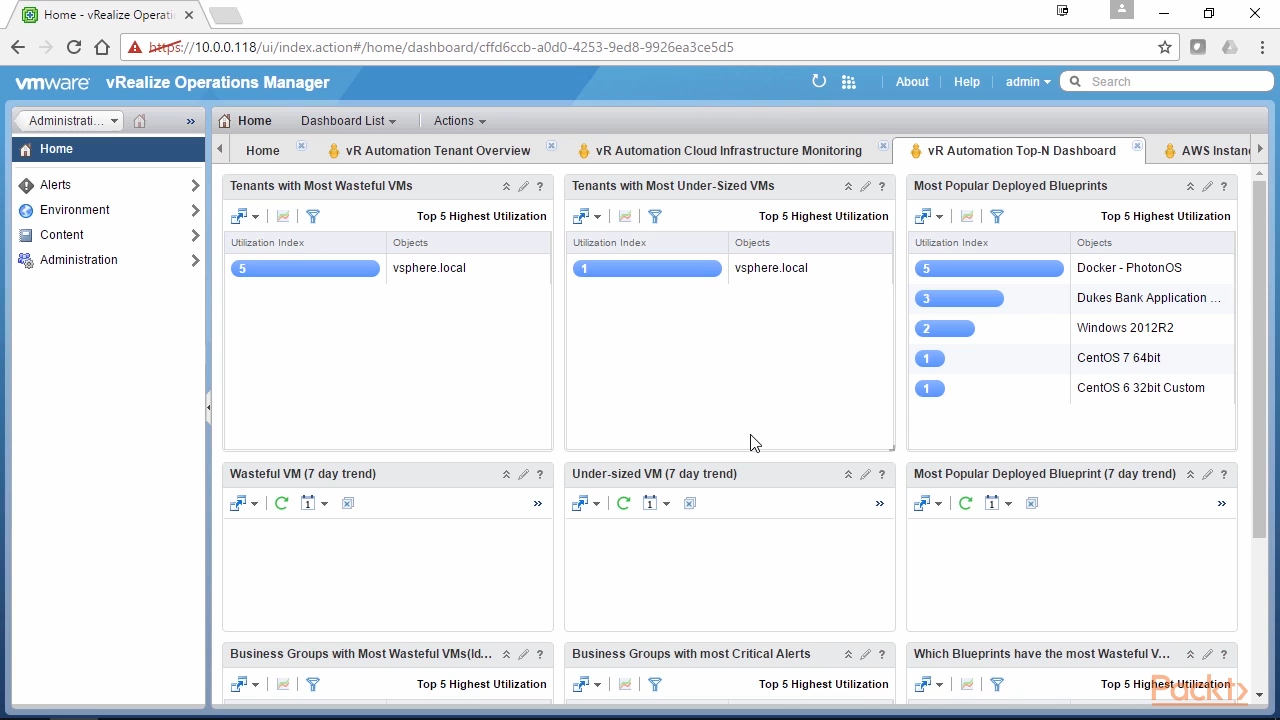 Home - vRealize Operati
https://10.0.0.118/ui/index.action#/home/dashboard/cffd6ccb-a0d0-4253-9ed8-9926ea3ce5d5
vmware vRealize Operations Manager About Help admin Search
Administrati... » Home Dashboard List Actions
Home
Home vR Automation Tenant Overview vR Automation Cloud Infrastructure Monitoring vR Automation Top-N Dashboard AWS Instanc
Alerts
Environment
Content
Administration
Tenants with Most Wasteful VMs ?
Top 5 Highest Utilization
Utilization Index Objects
5 vsphere.local
Tenants with Most Under-Sized VMs ?
Top 5 Highest Utilization
Utilization Index Objects
1 vsphere.local
Most Popular Deployed Blueprints ?
Top 5 Highest Utilization
Utilization Index Objects
5 Docker - PhotonOS
3 Dukes Bank Application ...
2 Windows 2012R2
1 CentOS 7 64bit
1 CentOS 6 32bit Custom
Wasteful VM (7 day trend) ?
1 »
Under-sized VM (7 day trend) ?
1 »
Most Popular Deployed Blueprint (7 day trend) ?
1 »
Business Groups with Most Wasteful VMs(Id... ?
Top 5 Highest Utilization
Business Groups with most Critical Alerts ?
Top 5 Highest Utilization
Which Blueprints have the most Wasteful V... ?
Top 5 Highest Utilization
Packt